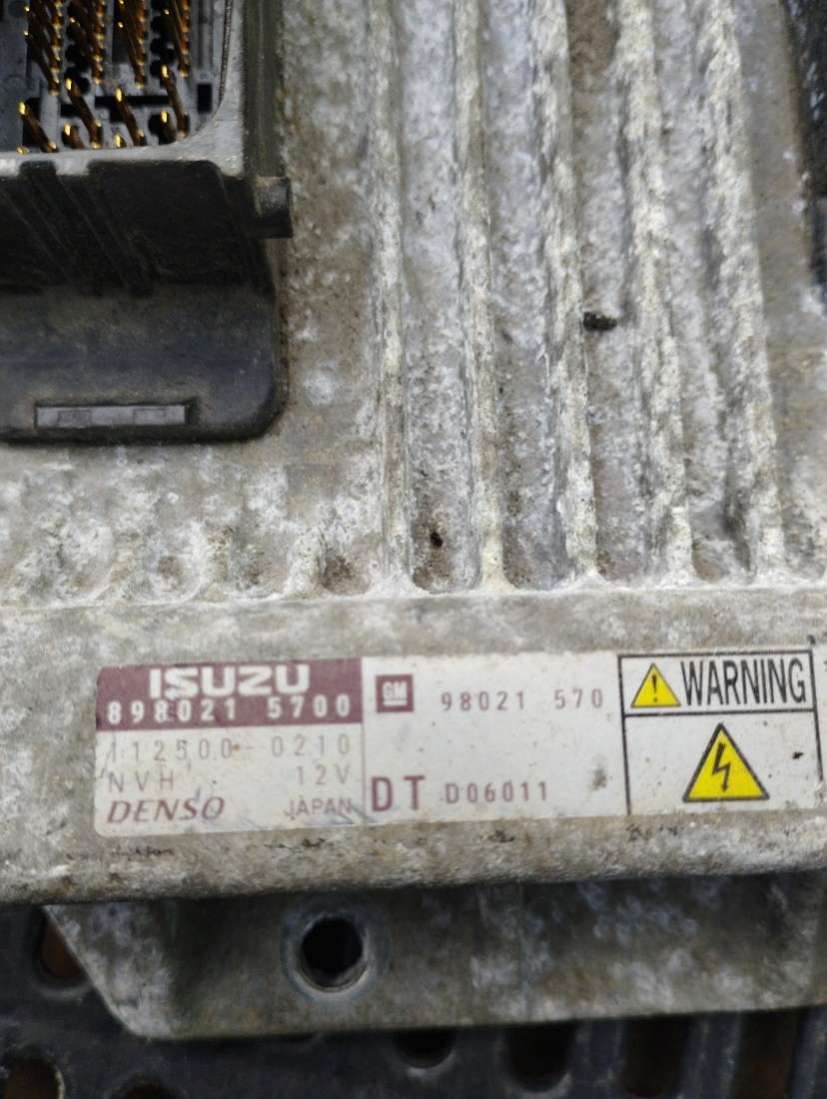 ISUZU
898021 5700
112500-0210
NVH 12V
DENSO JAPAN
GM 98021 570
DT D06011
WARNING